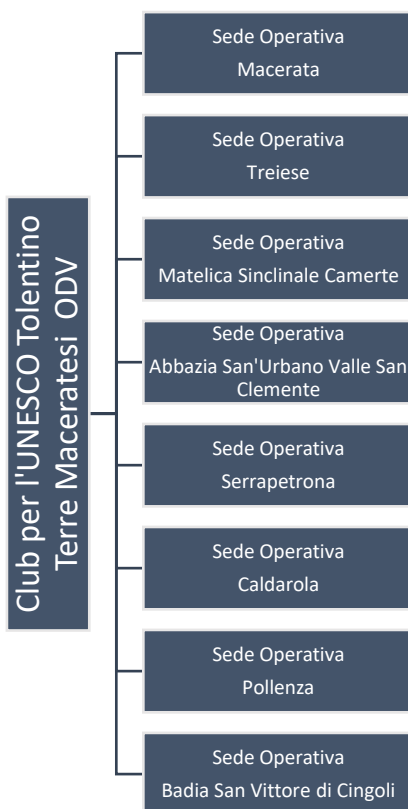 Club per l'UNESCO Tolentino
Terre Maceratesi ODV
Sede Operativa
Macerata
Sede Operativa
Treiese
Sede Operativa
Matelica Sinclinale Camerte
Sede Operativa
Abbazia San'Urbano Valle San
Clemente
Sede Operativa
Serrapetrona
Sede Operativa
Caldarola
Sede Operativa
Pollenza
Sede Operativa
Badia San Vittore di Cingoli